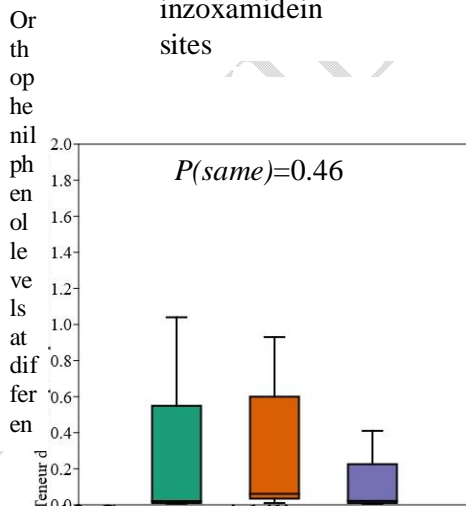 inzoxamidein
sites
Or
th
op
he
nil
ph
en
ol
le
ve
ls
at
dif
fer
en
P(same)=0.46
2.0
1.8
1.6
1.4
1.2
1.0
0.8
0.6
0.4
0.2
0.0
Teneur d